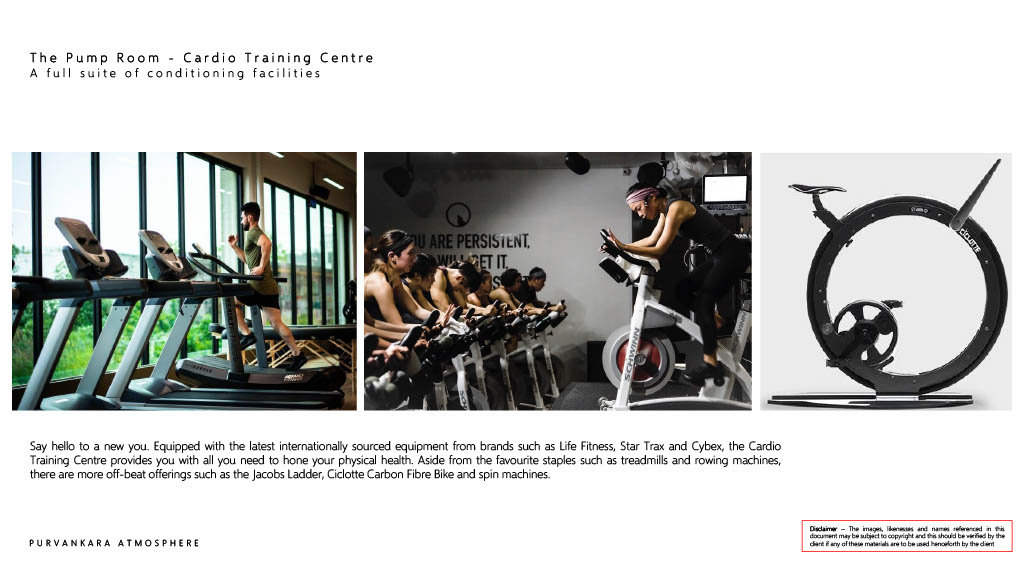 The Pump Room - Cardio Training Centre
A full suite of conditioning facilities
YOU ARE PERSISTENT,
WILL GET IT.
SCHWINN
CICLOTTE
Say hello to a new you. Equipped with the latest internationally sourced equipment from brands such as Life Fitness, Star Trax and Cybex, the Cardio
Training Centre provides you with all you need to hone your physical health. Aside from the favourite staples such as treadmills and rowing machines,
there are more off-beat offerings such as the Jacobs Ladder, Ciclotte Carbon Fibre Bike and spin machines.
PURVANKARA ATMOSPHERE
Disclaimer – The images, likenesses and names referenced in this
document may be subject to copyright and this should be verified by the
client if any of these materials are to be used henceforth by the client